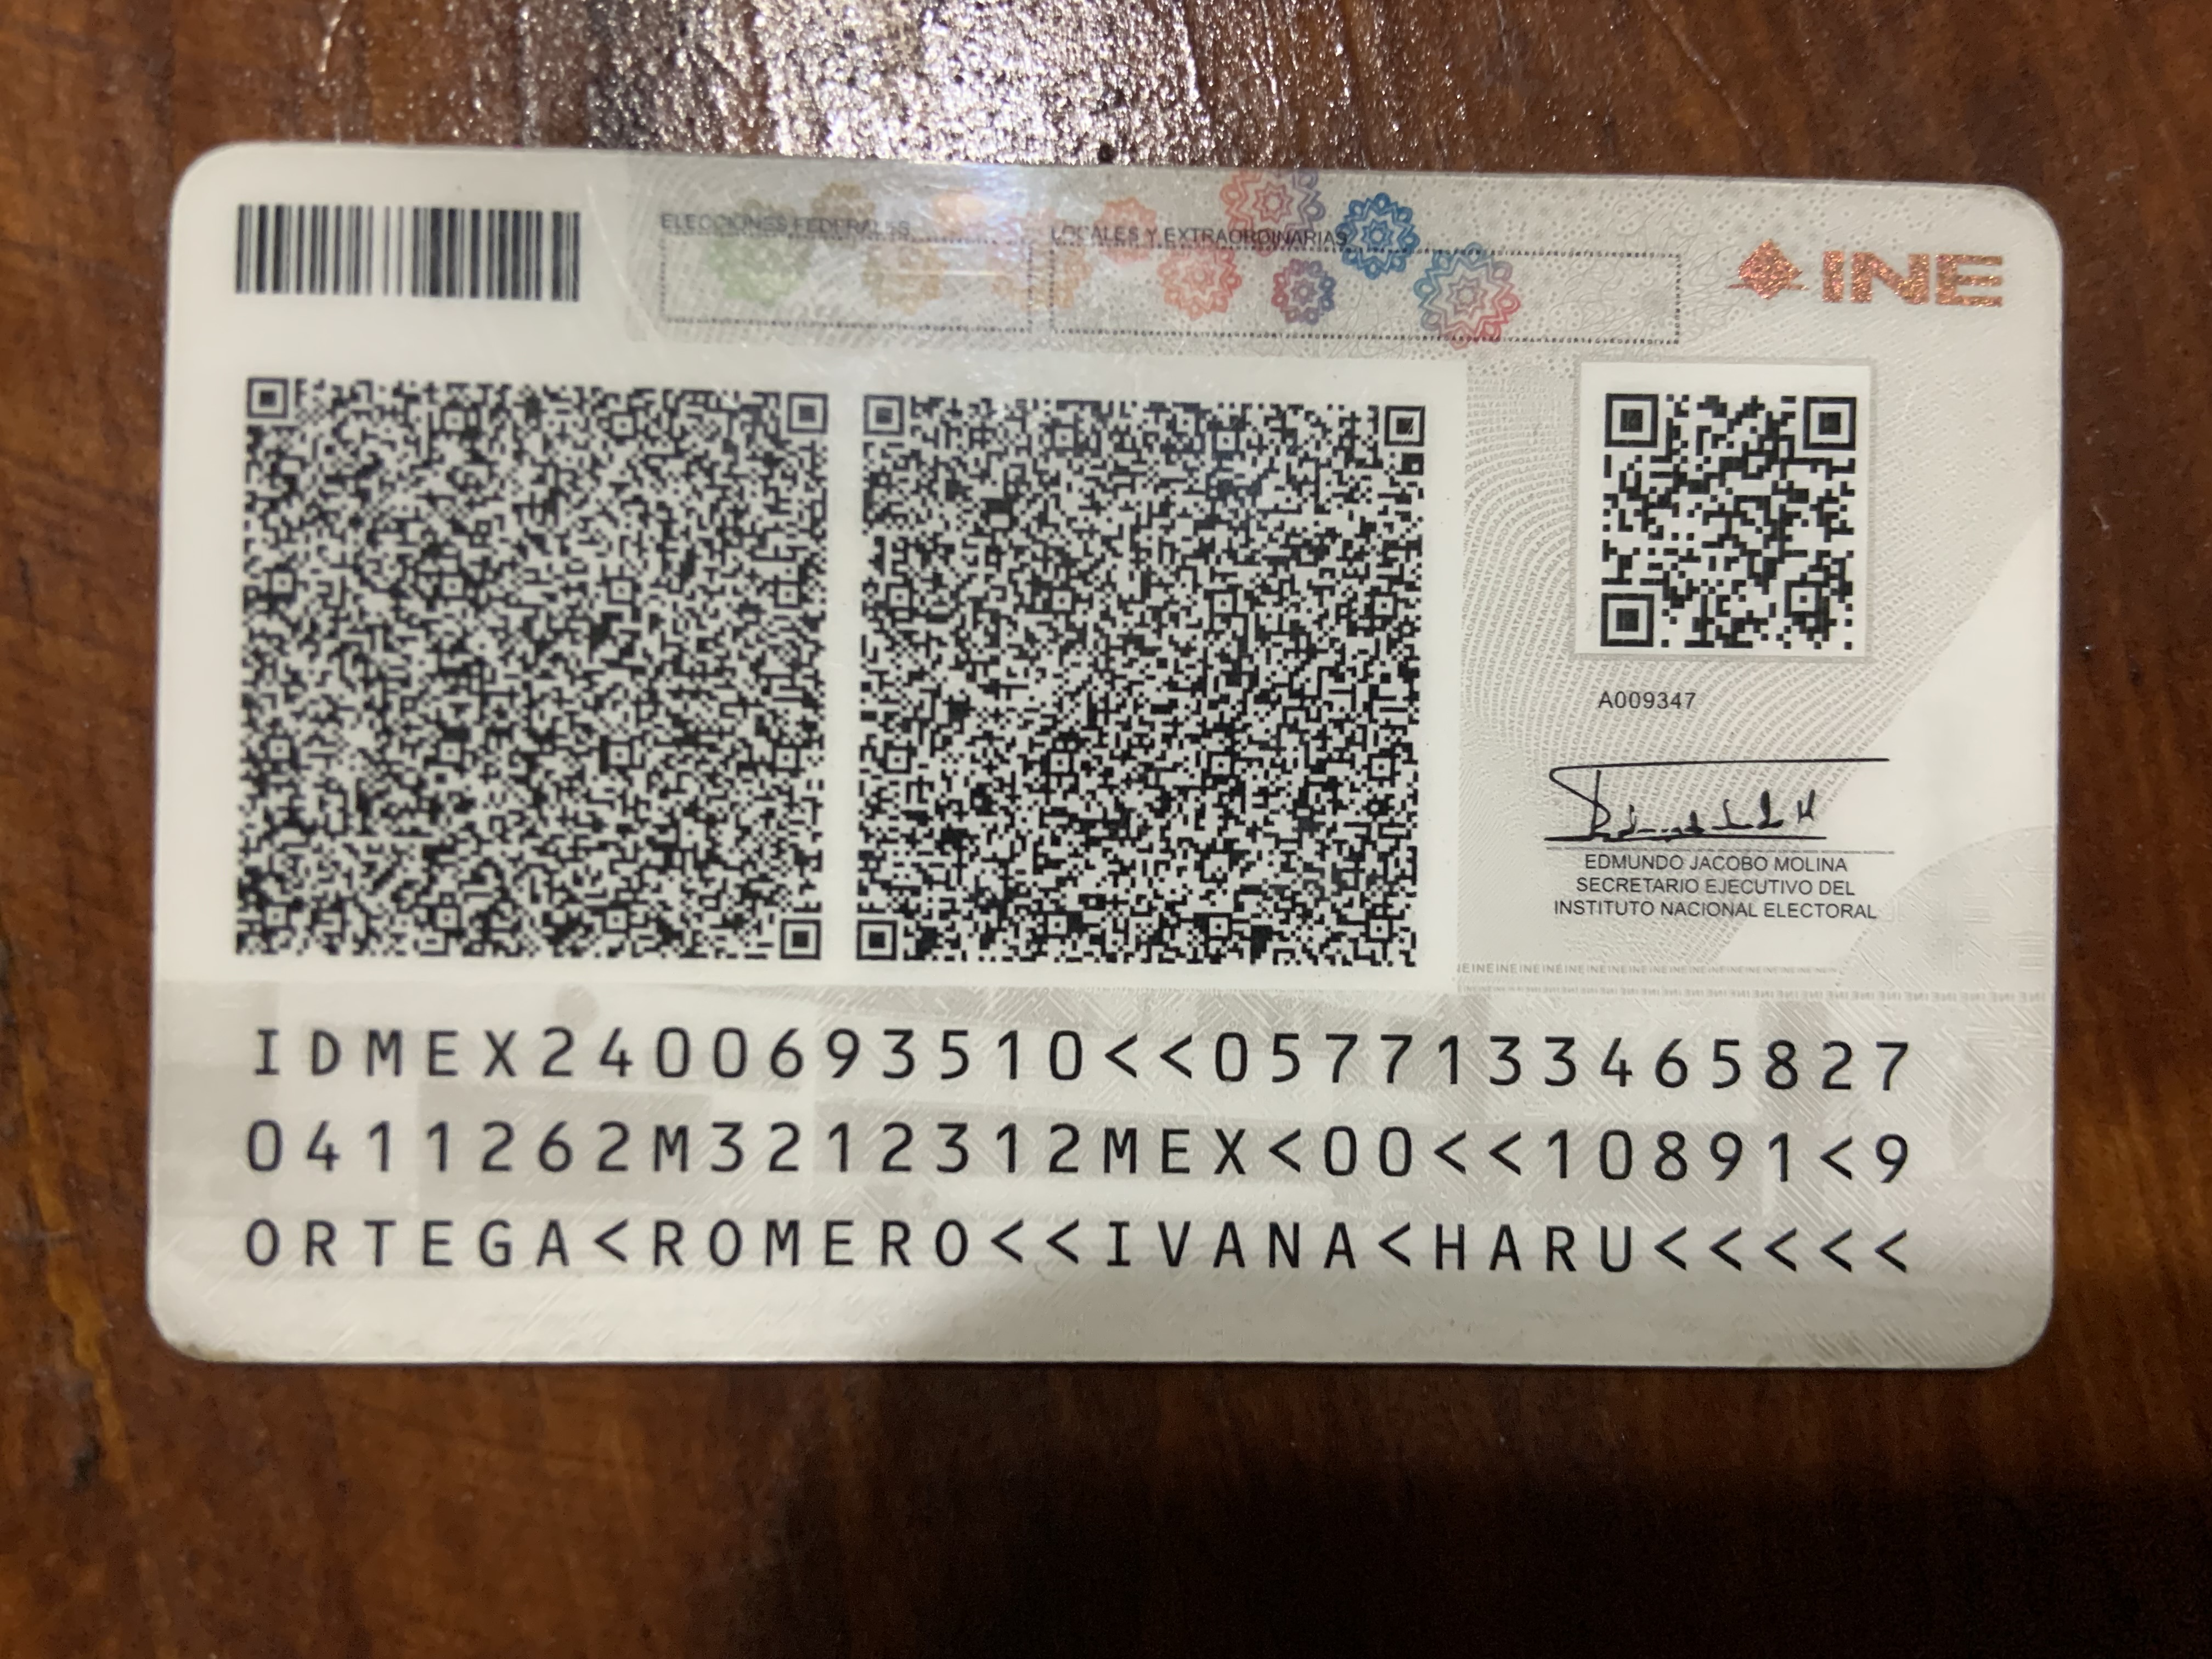 ELECCIONES FEDERALES
LOCALES Y EXTRAORDINARIAS
INE
A009347
EDMUNDO JACOBO MOLINA
SECRETARIO EJECUTIVO DEL
INSTITUTO NACIONAL ELECTORAL
IDMEX2400693510<<0577133465827
0411262M3212312MEX<00<<10891<9
ORTEGA<ROMERO<<IVANA<HARU<<<<<